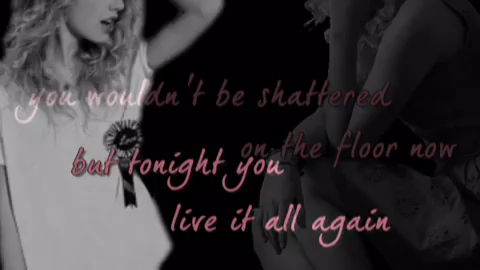 you wouldn't be shattered
on the floor now
but tonight you
live it all again